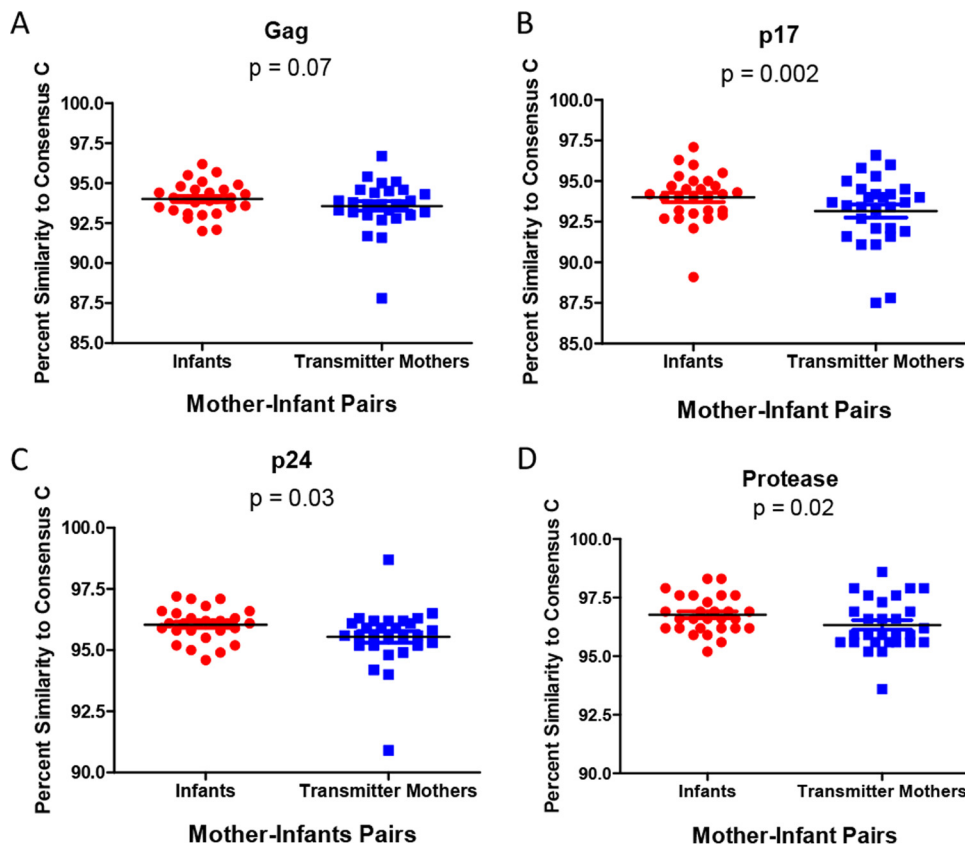 A
Gag
p = 0.07
Percent Similarity to Consensus C
100.0
97.5
95.0
92.5
90.0
87.5
85.0
Infants
Transmitter Mothers
Mother-Infant Pairs
B
p17
p = 0.002
Percent Similarity to Consensus C
100.0
97.5
95.0
92.5
90.0
87.5
85.0
Infants
Transmitter Mothers
Mother-Infant Pairs
C
p24
p = 0.03
Percent Similarity to Consensus C
100.0
97.5
95.0
92.5
90.0
Infants
Transmitter Mothers
Mother-Infants Pairs
D
Protease
p = 0.02
Percent Similarity to Consensus C
100.0
97.5
95.0
92.5
90.0
Infants
Transmitter Mothers
Mother-Infant Pairs